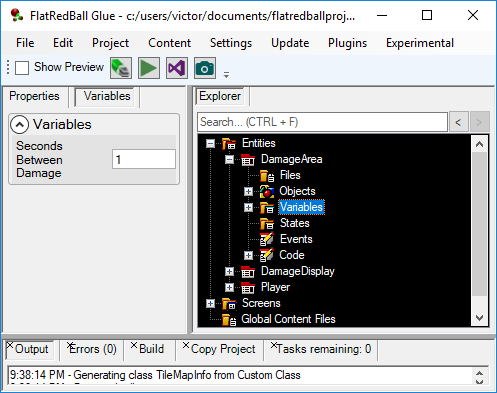 FlatRedBall Glue - c:/users/victor/documents/flatredballproj...
File Edit Project Content Settings Update Plugins Experimental
Show Preview
Properties Variables
Explorer
Variables
Seconds Between Damage
1
Search... (CTRL + F)
< >
Entities
DamageArea
Files
Objects
Variables
States
Events
Code
DamageDisplay
Player
Screens
Global Content Files
Output Errors (0) Build Copy Project Tasks remaining: 0
9:38:14 PM - Generating class TileMapInfo from Custom Class